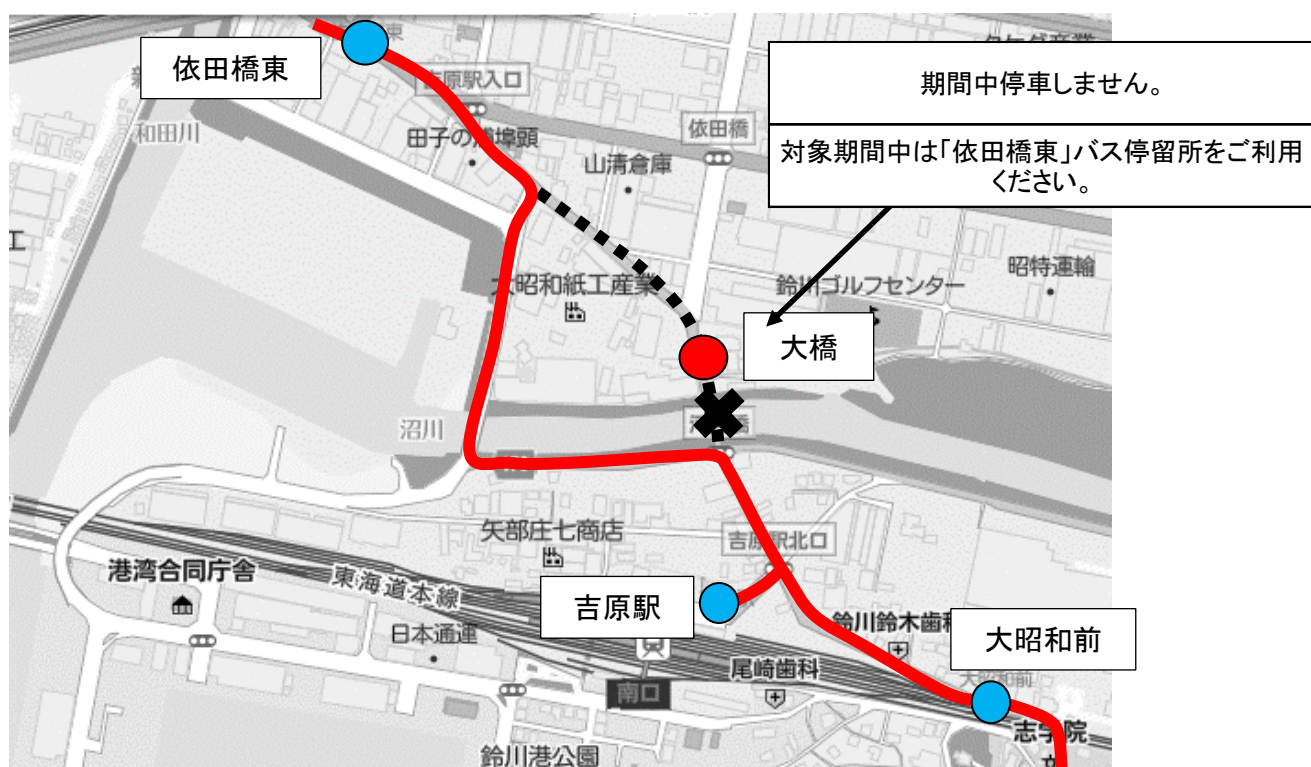 依田橋東
期間中停車しません。
対象期間中は「依田橋東」バス停留所をご利用
ください。
吉原駅入口
和田川
田子の浦埠頭
依田橋
山清倉庫
大昭和紙工産業
鈴川ゴルフセンター
昭特運輸
大橋
沼川
矢部庄七商店
吉原駅北口
港湾合同庁舎
東海道本線
吉原駅
日本通運
鈴川鈴木歯科
大昭和前
尾崎歯科
大昭和前
南口
志学院
鈴川港公園